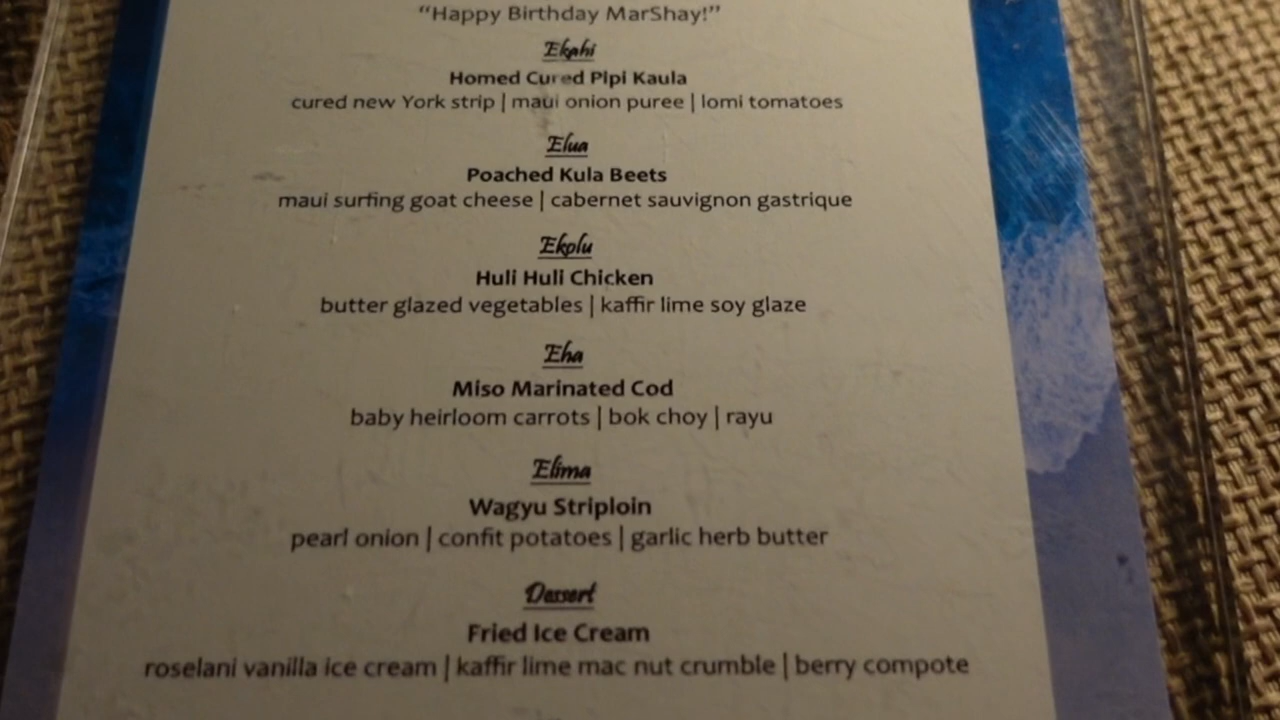 “Happy Birthday MarShay!”
Ekahi
Homed Cured Pipi Kaula
cured new York strip | maui onion puree | lomi tomatoes
Elua
Poached Kula Beets
maui surfing goat cheese | cabernet sauvignon gastrique
Ekolu
Huli Huli Chicken
butter glazed vegetables | kaffir lime soy glaze
Eha
Miso Marinated Cod
baby heirloom carrots | bok choy | rayu
Elima
Wagyu Striploin
pearl onion | confit potatoes | garlic herb butter
Dessert
Fried Ice Cream
roselani vanilla ice cream | kaffir lime mac nut crumble | berry compote